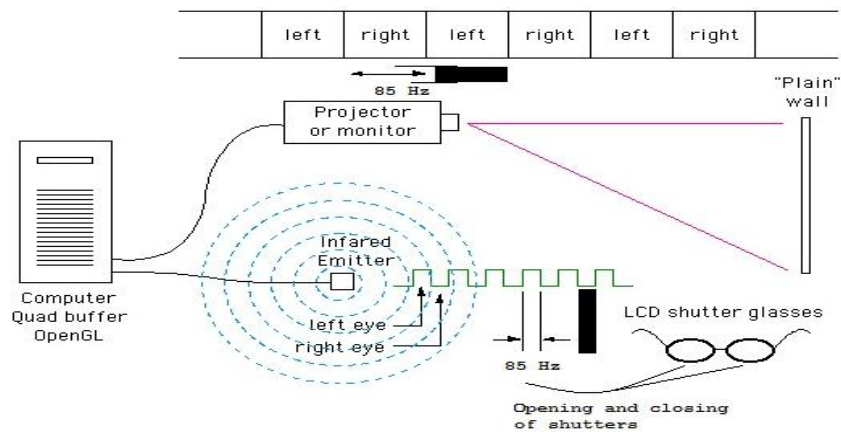 left right left right left right
85 Hz
"Plain"
wall
Projector
or monitor
Infared
Emitter
Computer
Quad buffer
OpenGL
left eye
right eye
LCD shutter glasses
85 Hz
Opening and closing
of shutters